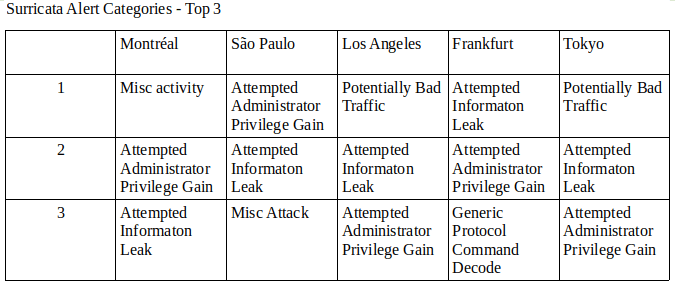 Surricata Alert Categories - Top 3
Montréal São Paulo Los Angeles Frankfurt Tokyo
1 Misc activity Attempted Administrator Privilege Gain Potentially Bad Traffic Attempted Informaton Leak Potentially Bad Traffic
2 Attempted Administrator Privilege Gain Attempted Informaton Leak Attempted Informaton Leak Attempted Administrator Privilege Gain Attempted Informaton Leak
3 Attempted Informaton Leak Misc Attack Attempted Administrator Privilege Gain Generic Protocol Command Decode Attempted Administrator Privilege Gain